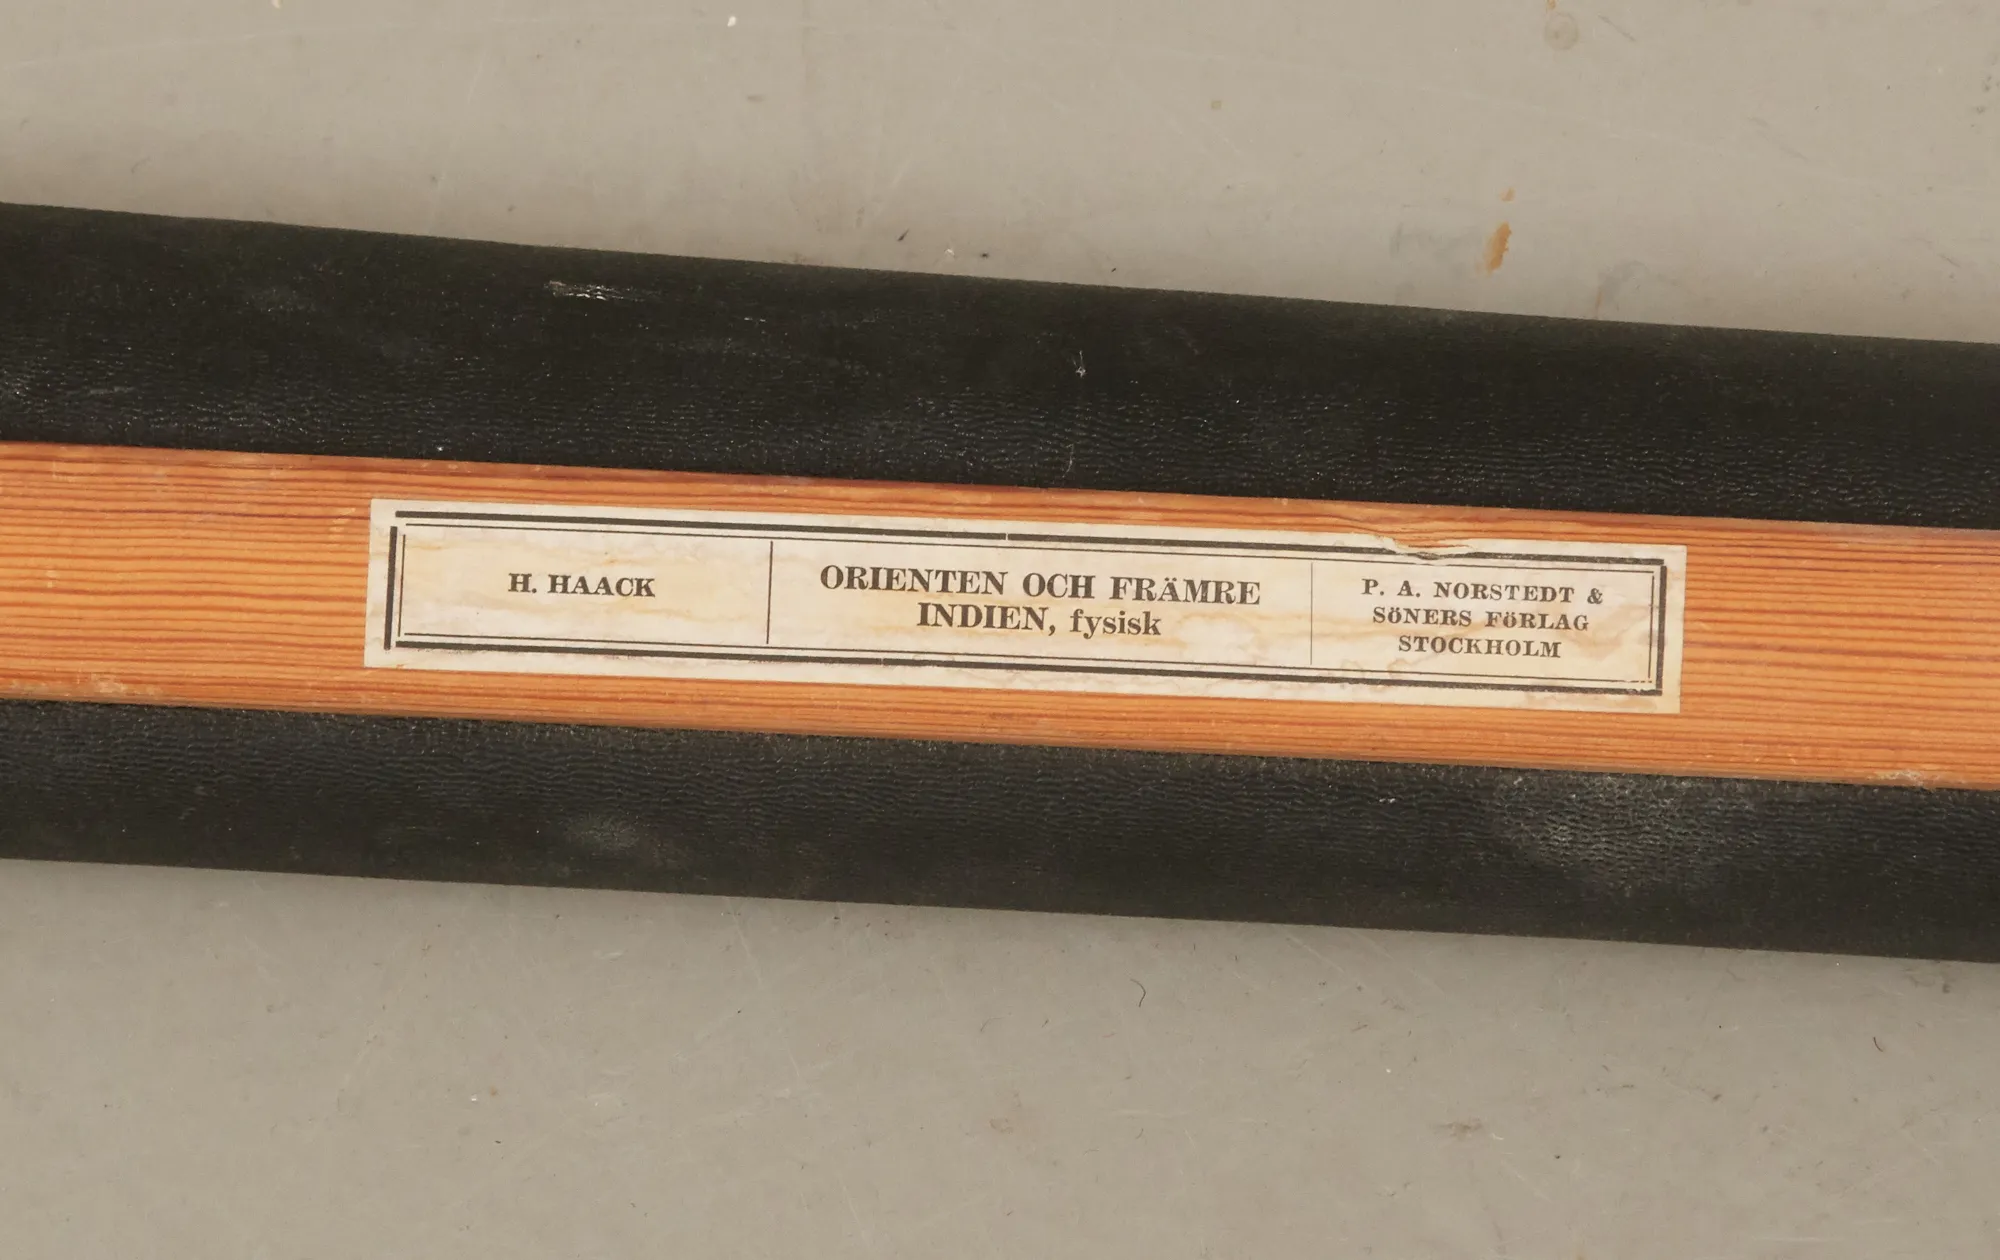 H. HAACK
ORIENTEN OCH FRÄMRE
INDIEN, fysisk
P. A. NORSTEDT &
SÖNERS FÖRLAG
STOCKHOLM